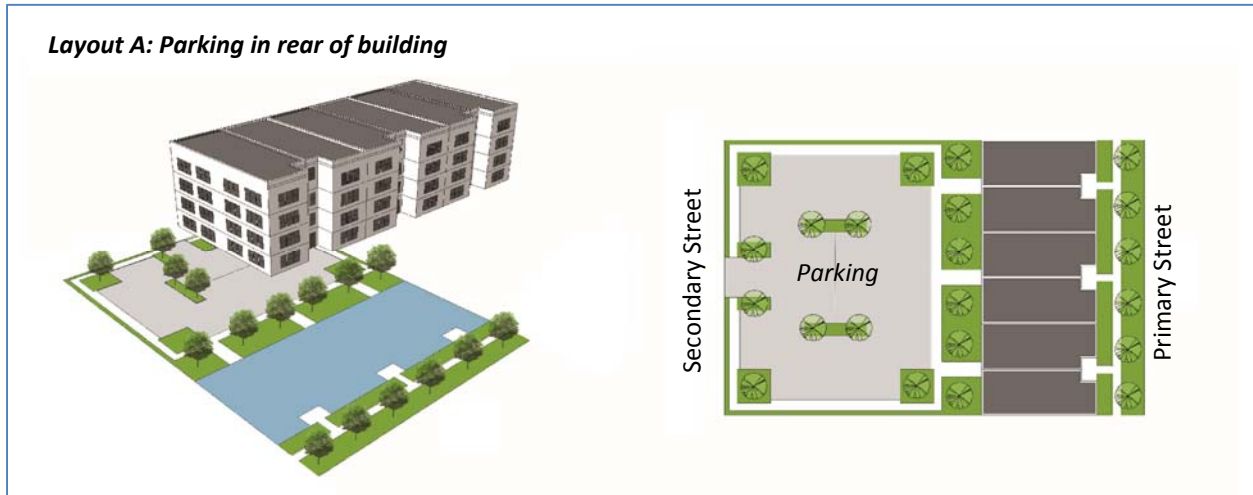 Layout A: Parking in rear of building
Secondary Street
Parking
Primary Street